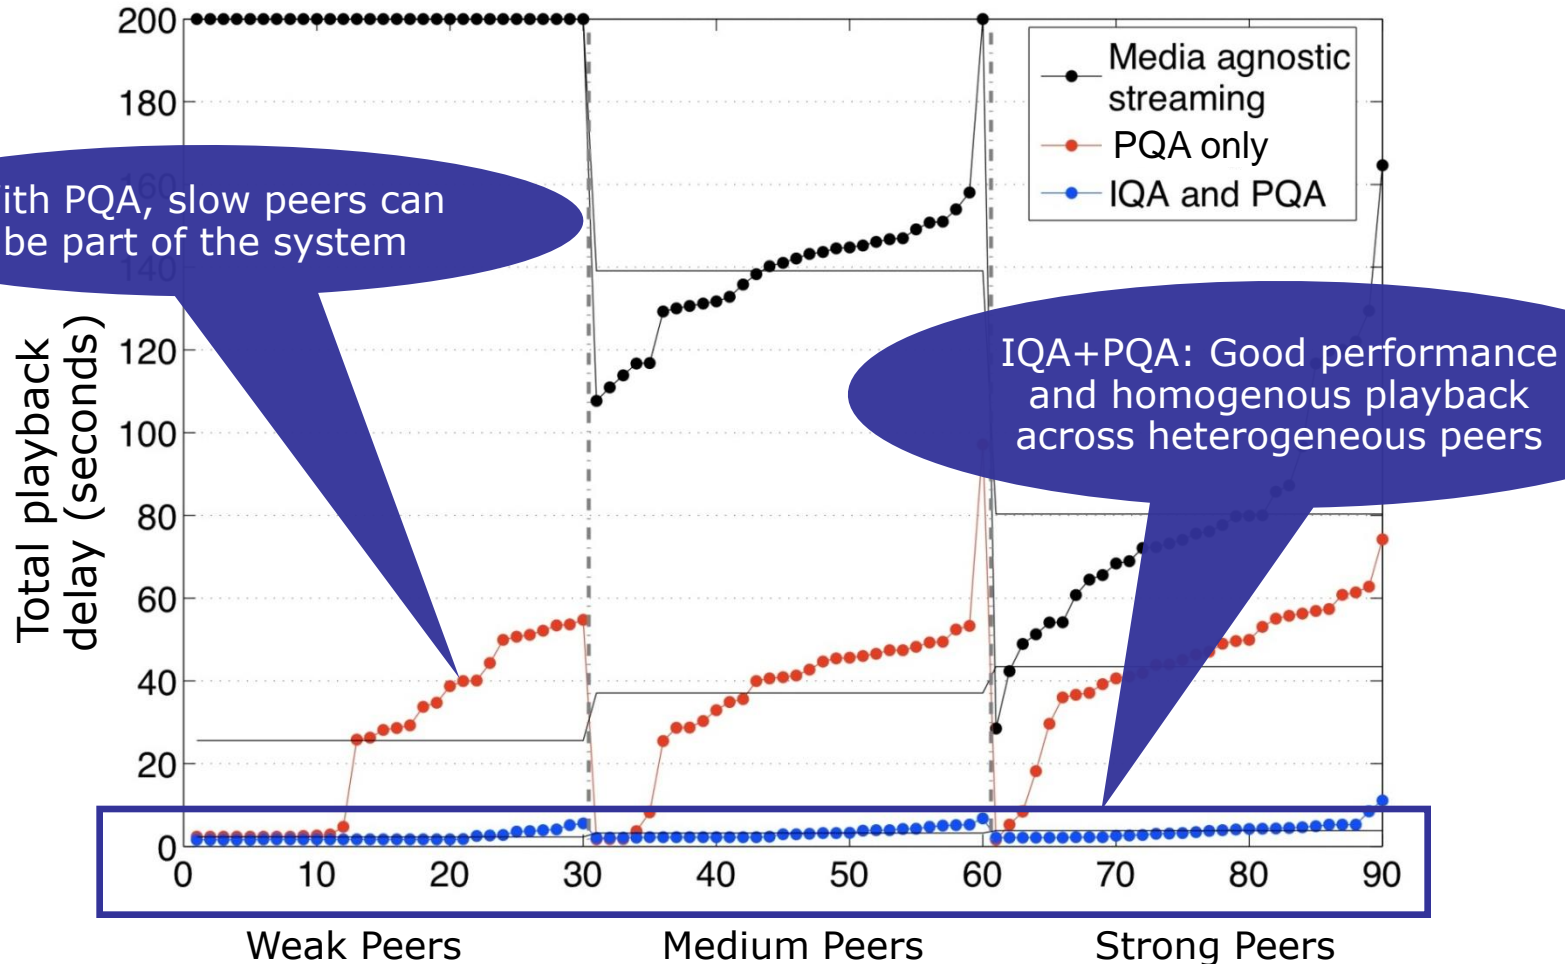 200
180
160
140
120
100
80
60
40
20
0
Total playback
delay (seconds)
0 10 20 30 40 50 60 70 80 90
Weak Peers Medium Peers Strong Peers
Media agnostic
streaming
PQA only
IQA and PQA
ith PQA, slow peers can
be part of the system
IQA+PQA: Good performance
and homogenous playback
across heterogeneous peers